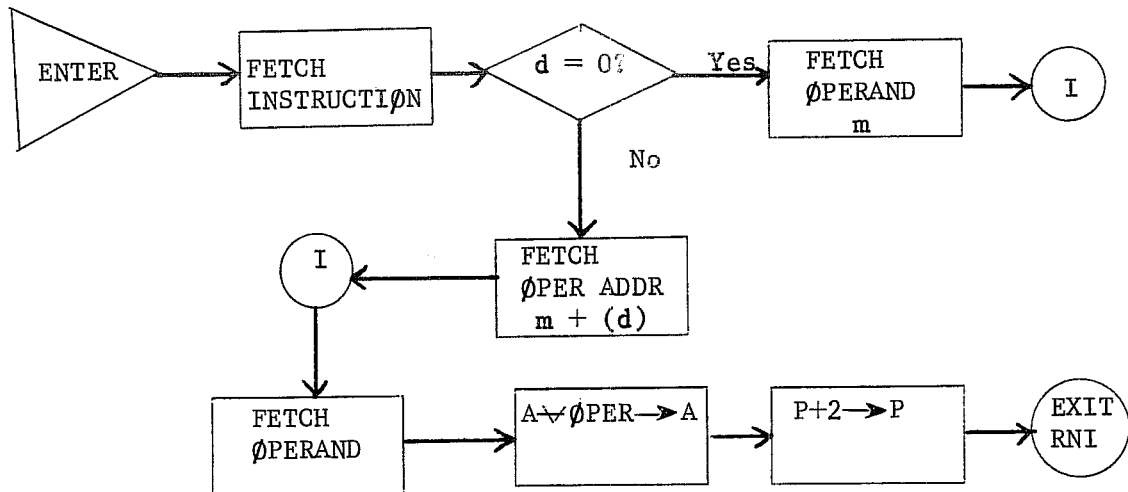 ENTER
FETCH
INSTRUCTIØN
d = 0?
Yes
FETCH
ØPERAND
m
I
No
I
FETCH
ØPER ADDR
m + (d)
FETCH
ØPERAND
A⊻ØPER→A
P+2→P
EXIT
RNI